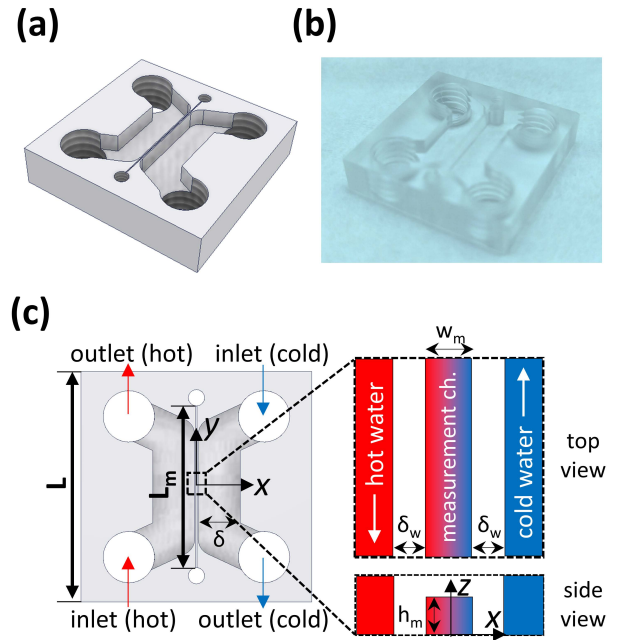 (a)
(b)
(c)
outlet (hot)
inlet (cold)
L
Lm
y
x
δ
inlet (hot)
outlet (cold)
wm
hot water
measurement ch.
cold water
δw
δw
top
view
z
hm
x
side
view